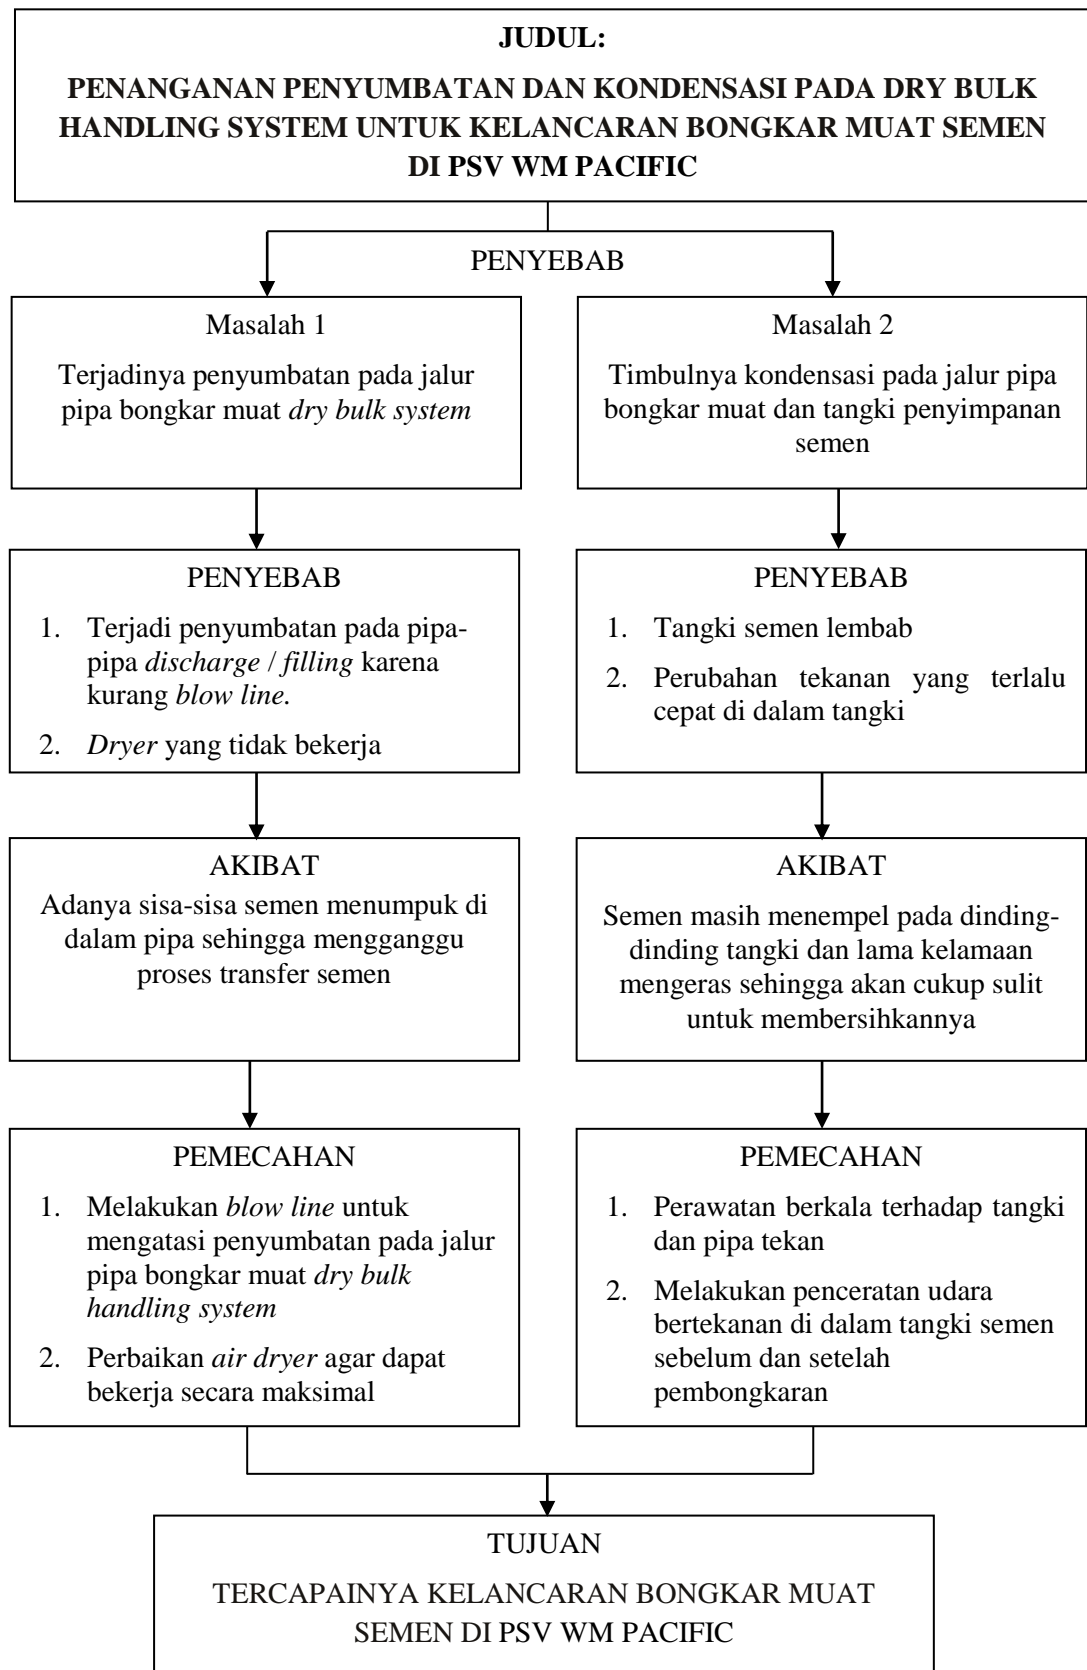 JUDUL:
PENANGANAN PENYUMBATAN DAN KONDENSASI PADA DRY BULK
HANDLING SYSTEM UNTUK KELANCARAN BONGKAR MUAT SEMEN
DI PSV WM PACIFIC
PENYEBAB
Masalah 1
Terjadinya penyumbatan pada jalur
pipa bongkar muat dry bulk system
Masalah 2
Timbulnya kondensasi pada jalur pipa
bongkar muat dan tangki penyimpanan
semen
PENYEBAB
1. Terjadi penyumbatan pada pipa-
pipa discharge / filling karena
kurang blow line.
2. Dryer yang tidak bekerja
PENYEBAB
1. Tangki semen lembab
2. Perubahan tekanan yang terlalu
cepat di dalam tangki
AKIBAT
Adanya sisa-sisa semen menumpuk di
dalam pipa sehingga mengganggu
proses transfer semen
AKIBAT
Semen masih menempel pada dinding-
dinding tangki dan lama kelamaan
mengeras sehingga akan cukup sulit
untuk membersihkannya
PEMECAHAN
1. Melakukan blow line untuk
mengatasi penyumbatan pada jalur
pipa bongkar muat dry bulk
handling system
2. Perbaikan air dryer agar dapat
bekerja secara maksimal
PEMECAHAN
1. Perawatan berkala terhadap tangki
dan pipa tekan
2. Melakukan penceratan udara
bertekanan di dalam tangki semen
sebelum dan setelah
pembongkaran
TUJUAN
TERCAPAINYA KELANCARAN BONGKAR MUAT
SEMEN DI PSV WM PACIFIC